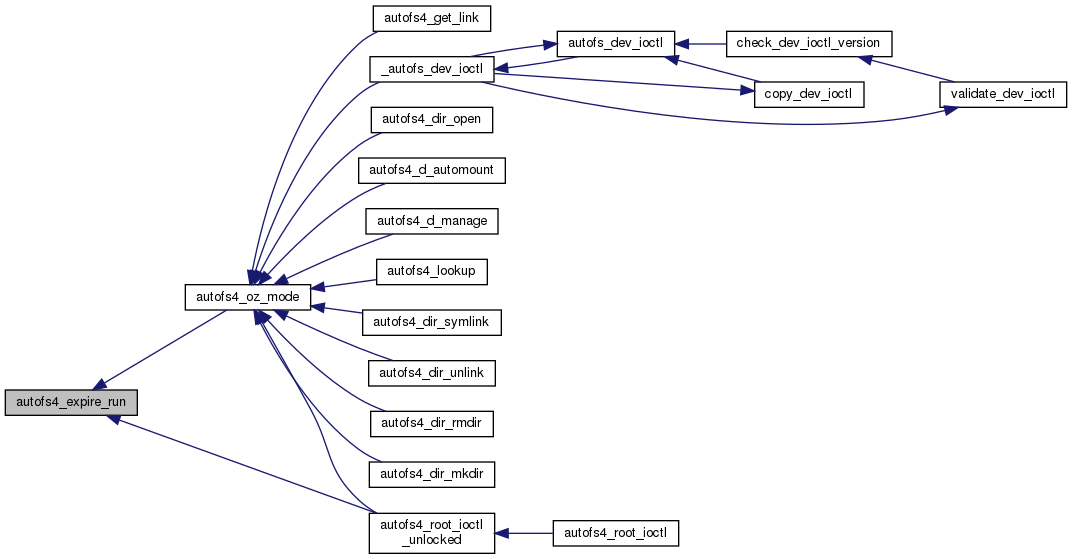 autofs4_get_link
autofs_dev_ioctl
check_dev_ioctl_version
_autofs_dev_ioctl
copy_dev_ioctl
validate_dev_ioctl
autofs4_dir_open
autofs4_d_automount
autofs4_d_manage
autofs4_lookup
autofs4_oz_mode
autofs4_dir_symlink
autofs4_dir_unlink
autofs4_expire_run
autofs4_dir_rmdir
autofs4_dir_mkdir
autofs4_root_ioctl
_unlocked
autofs4_root_ioctl